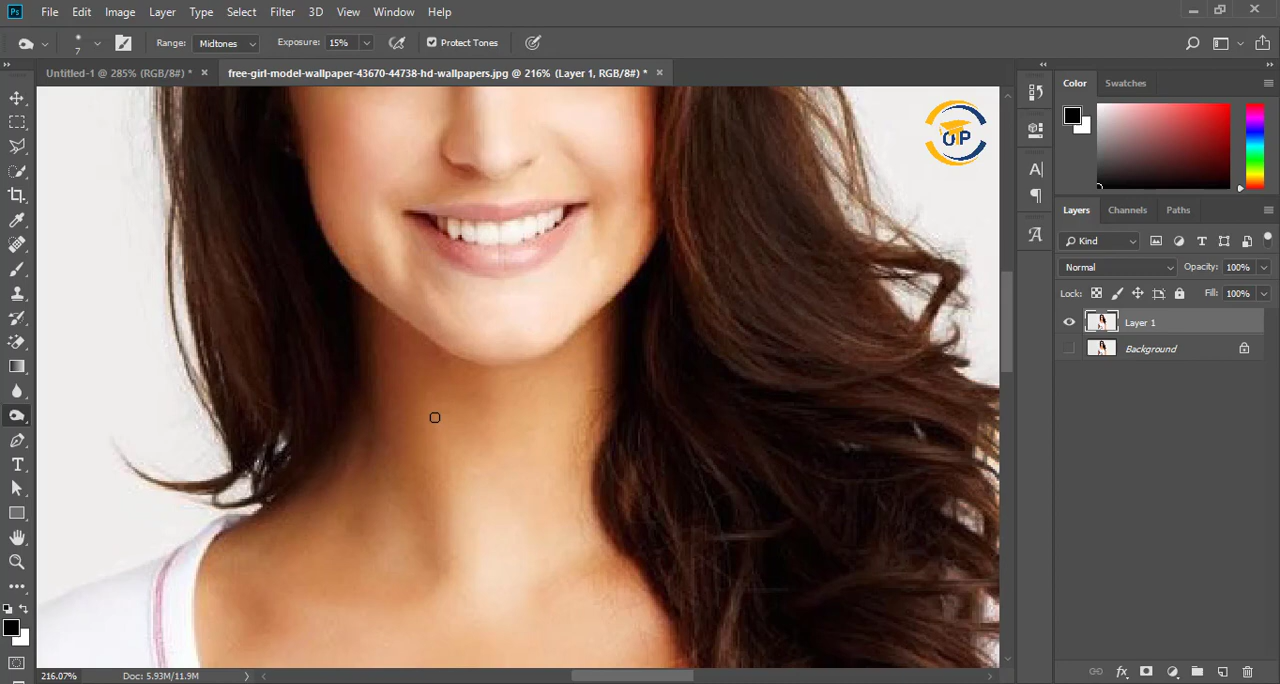 Ps File Edit Image Layer Type Select Filter 3D View Window Help
7 Range: Midtones Exposure: 15% Protect Tones
Untitled-1 @ 285% (RGB/8#) * × free-girl-model-wallpaper-43670-44738-hd-wallpapers.jpg @ 216% (Layer 1, RGB/8#) * ×
Color Swatches
OTP
Layers Channels Paths
Kind
Normal Opacity: 100%
Lock: Fill: 100%
Layer 1
Background
216.07% Doc: 5.93M/11.9M